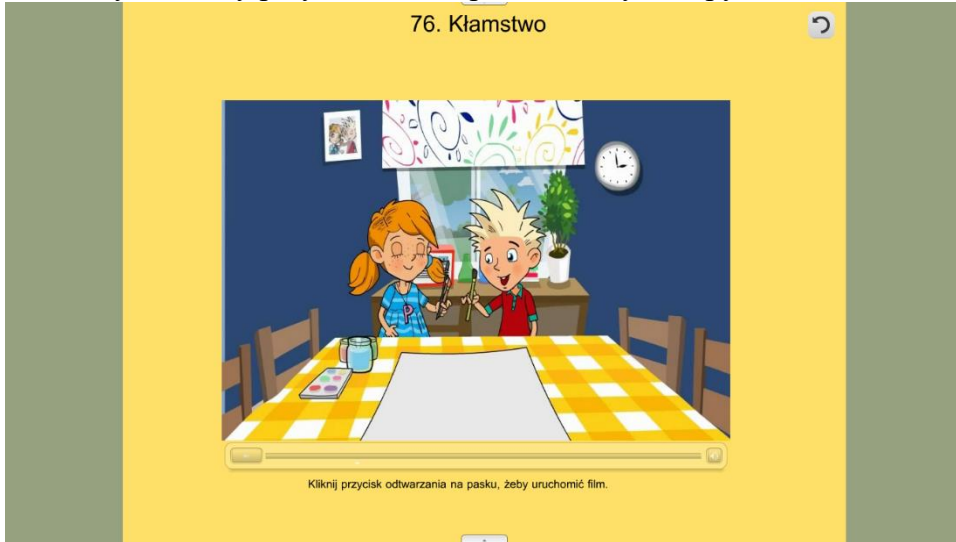 76. Kłamstwo
P
Kliknij przycisk odtwarzania na pasku, żeby uruchomić film.